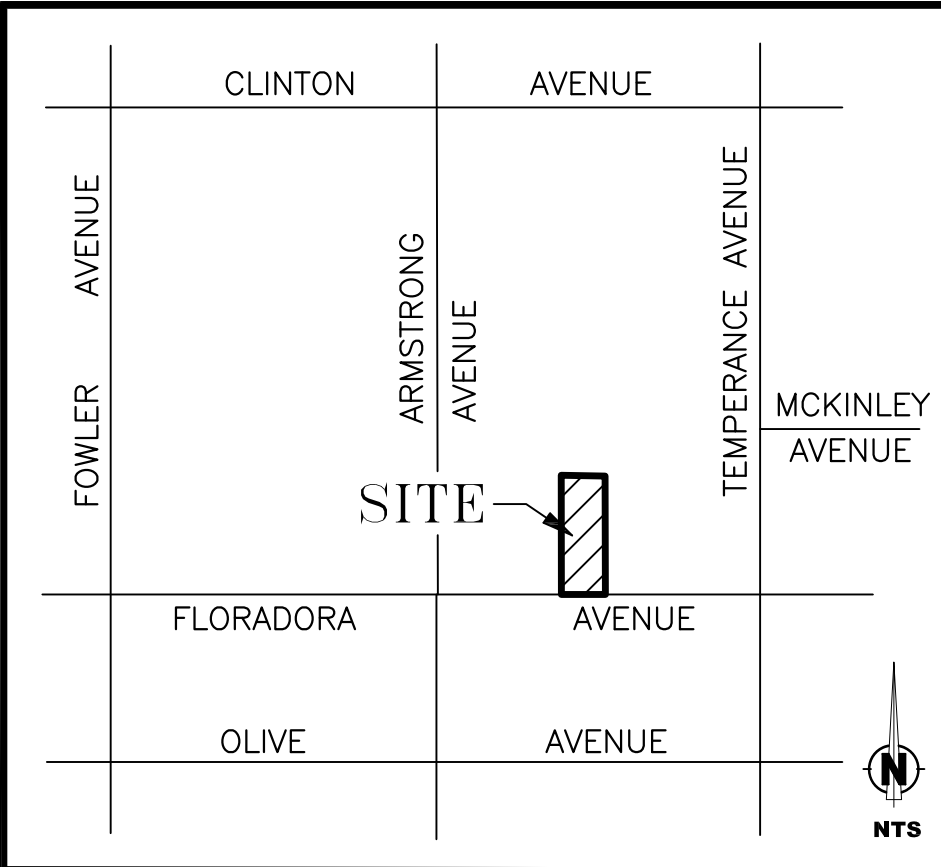 CLINTON AVENUE
FOWLER AVENUE
ARMSTRONG
AVENUE
TEMPERANCE AVENUE
MCKINLEY
AVENUE
SITE
FLORADORA AVENUE
OLIVE AVENUE
N
NTS